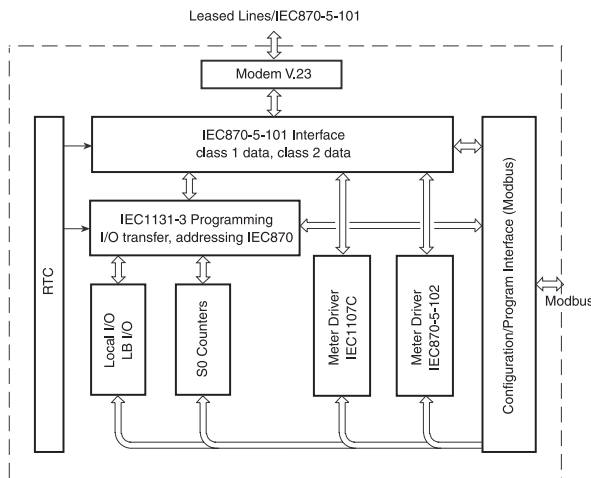 Leased Lines/IEC870-5-101
Modem V.23
IEC870-5-101 Interface
class 1 data, class 2 data
IEC1131-3 Programming
I/O transfer, addressing IEC870
RTC
Local I/O
LB I/O
S0 Counters
Meter Driver
IEC1107C
Meter Driver
IEC870-5-102
Configuration/Program Interface (Modbus)
Modbus